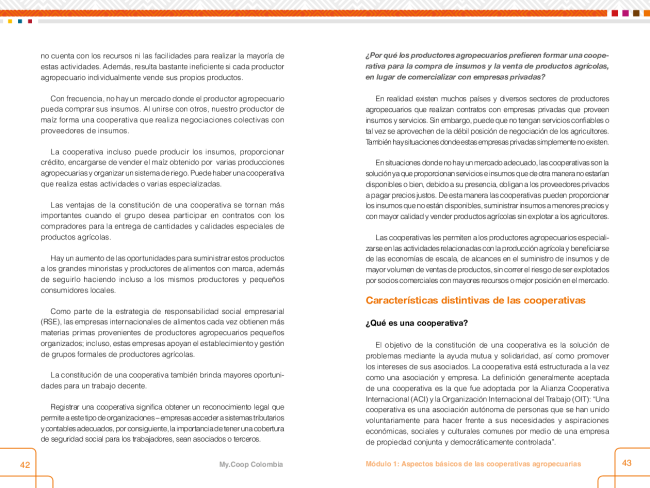 no cuenta con los recursos ni las facilidades para realizar la mayoría de
estas actividades. Además, resulta bastante ineficiente si cada productor
agropecuario individualmente vende sus propios productos.
Con frecuencia, no hay un mercado donde el productor agropecuario
pueda comprar sus insumos. Al unirse con otros, nuestro productor de
maíz forma una cooperativa que realiza negociaciones colectivas con
proveedores de insumos.
La cooperativa incluso puede producir los insumos, proporcionar
crédito, encargarse de vender el maíz obtenido por varias producciones
agropecuarias y organizar un sistema de riego. Puede haber una cooperativa
que realiza estas actividades o varias especializadas.
Las ventajas de la constitución de una cooperativa se tornan más
importantes cuando el grupo desea participar en contratos con los
compradores para la entrega de cantidades y calidades especiales de
productos agrícolas.
Hay un aumento de las oportunidades para suministrar estos productos
a los grandes minoristas y productores de alimentos con marca, además
de seguirlo haciendo incluso a los mismos productores y pequeños
consumidores locales.
Como parte de la estrategia de responsabilidad social empresarial
(RSE), las empresas internacionales de alimentos cada vez obtienen más
materias primas provenientes de productores agropecuarios pequeños
organizados; incluso, estas empresas apoyan el establecimiento y gestión
de grupos formales de productores agrícolas.
La constitución de una cooperativa también brinda mayores oportuni-
dades para un trabajo decente.
Registrar una cooperativa significa obtener un reconocimiento legal que
permite a este tipo de organizaciones – empresas acceder a sistemas tributarios
y contables adecuados, por consiguiente, la importancia de tener una cobertura
de seguridad social para los trabajadores, sean asociados o terceros.
42
My.Coop Colombia
¿Por qué los productores agropecuarios prefieren formar una coope-
rativa para la compra de insumos y la venta de productos agrícolas,
en lugar de comercializar con empresas privadas?
En realidad existen muchos países y diversos sectores de productores
agropecuarios que realizan contratos con empresas privadas que proveen
insumos y servicios. Sin embargo, puede que no tengan servicios confiables o
tal vez se aprovechen de la débil posición de negociación de los agricultores.
También hay situaciones donde estas empresas privadas simplemente no existen.
En situaciones donde no hay un mercado adecuado, las cooperativas son la
solución ya que proporcionan servicios e insumos que de otra manera no estarían
disponibles o bien, debido a su presencia, obligan a los proveedores privados
a pagar precios justos. De esta manera las cooperativas pueden proporcionar
los insumos que no están disponibles, suministrar insumos a menores precios y
con mayor calidad y vender productos agrícolas sin explotar a los agricultores.
Las cooperativas les permiten a los productores agropecuarios especiali-
zarse en las actividades relacionadas con la producción agrícola y beneficiarse
de las economías de escala, de alcances en el suministro de insumos y de
mayor volumen de ventas de productos, sin correr el riesgo de ser explotados
por socios comerciales con mayores recursos o mejor posición en el mercado.
Características distintivas de las cooperativas
¿Qué es una cooperativa?
El objetivo de la constitución de una cooperativa es la solución de
problemas mediante la ayuda mutua y solidaridad, así como promover
los intereses de sus asociados. La cooperativa está estructurada a la vez
como una asociación y empresa. La definición generalmente aceptada
de una cooperativa es la que fue adoptada por la Alianza Cooperativa
Internacional (ACI) y la Organización Internacional del Trabajo (OIT): “Una
cooperativa es una asociación autónoma de personas que se han unido
voluntariamente para hacer frente a sus necesidades y aspiraciones
económicas, sociales y culturales comunes por medio de una empresa
de propiedad conjunta y democráticamente controlada”.
Módulo 1: Aspectos básicos de las cooperativas agropecuarias
43